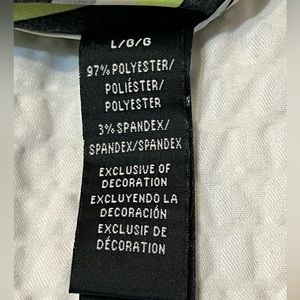 L/G/G
97% POLYESTER/
POLIÉSTER/
POLYESTER
3% SPANDEX/
SPANDEX/SPANDEX
EXCLUSIVE OF
DECORATION
EXCLUYENDO LA
DECORACIÓN
EXCLUSIF DE
DÉCORATION